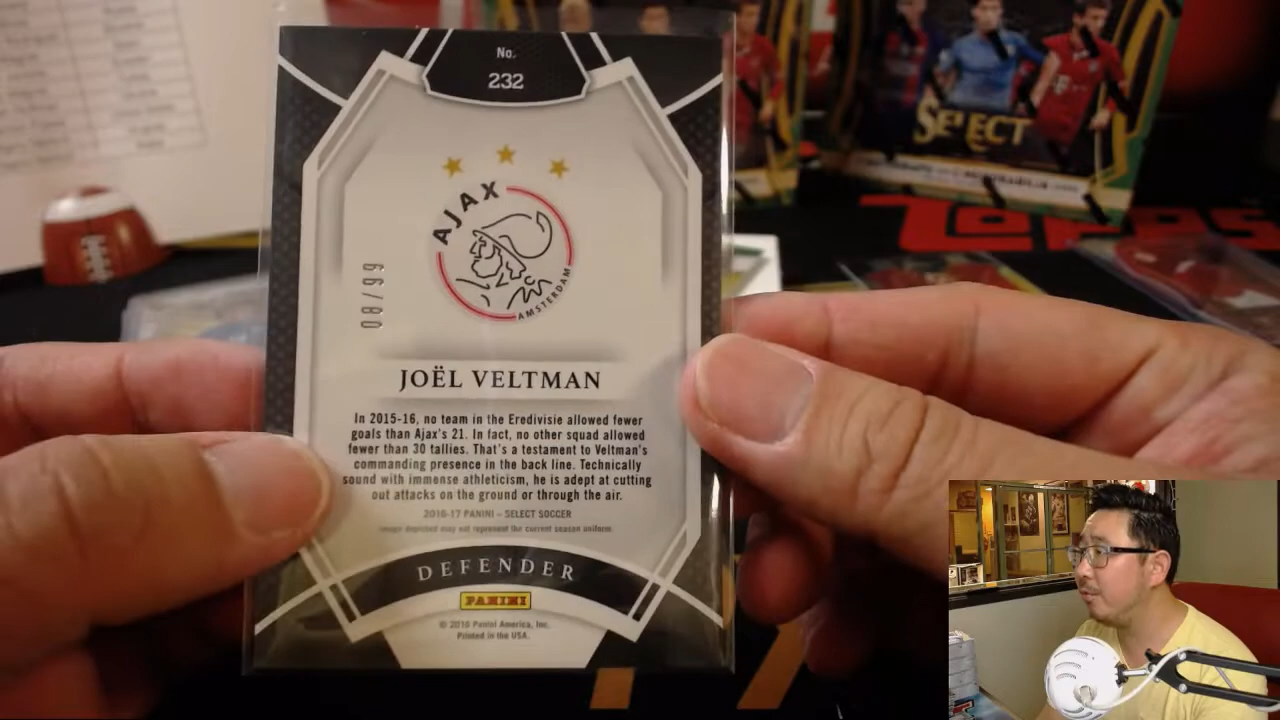 No.
232
AJAX
AMSTERDAM
66/80
JOËL VELTMAN
In 2015-16, no team in the Eredivisie allowed fewer
goals than Ajax's 21. In fact, no other squad allowed
fewer than 30 tallies. That's a testament to Veltman's
commanding presence in the back line. Technically
sound with immense athleticism, he is adept at cutting
out attacks on the ground or through the air.
2016-17 PANINI – SELECT SOCCER
Image depicted may not represent the current season uniform.
DEFENDER
PANINI
© 2016 Panini America, Inc.
Printed in the USA.
SELECT
TOPPS